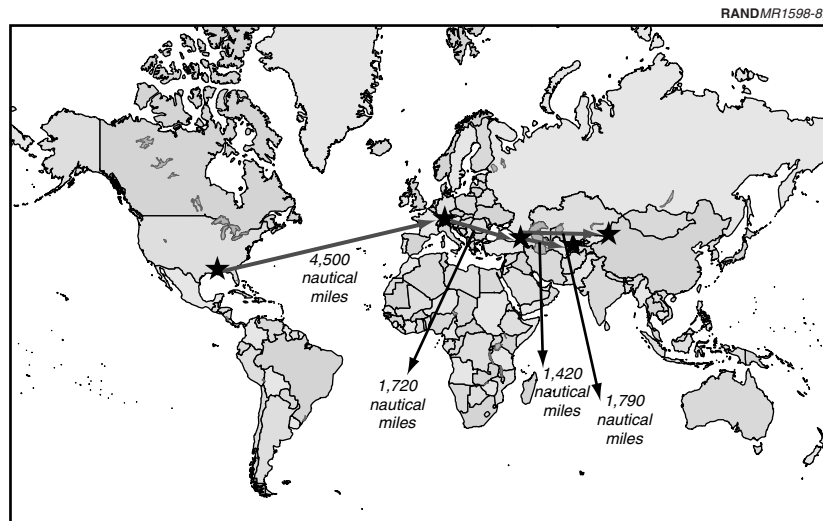 RANDMR1598-8
4,500
nautical
miles
1,720
nautical
miles
1,420
nautical
miles
1,790
nautical
miles